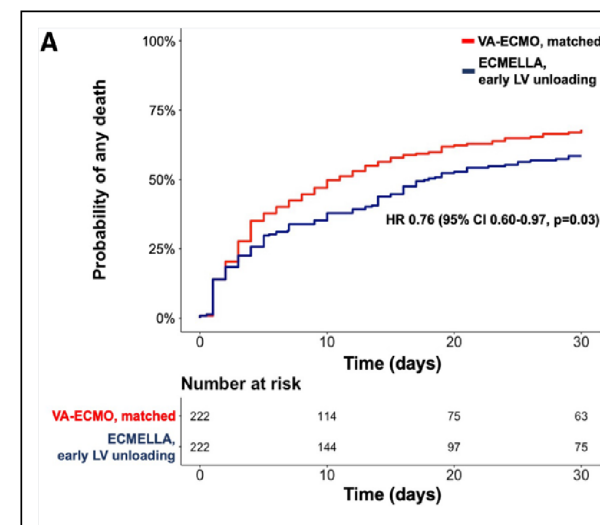 A
VA-ECMO, matched
ECMELLA,
early LV unloading
Probability of any death
100%
75%
50%
25%
0%
HR 0.76 (95% CI 0.60-0.97, p=0.03)
0 10 20 30
Time (days)
Number at risk
VA-ECMO, matched 222 114 75 63
ECMELLA,
early LV unloading 222 144 97 75
0 10 20 30
Time (days)